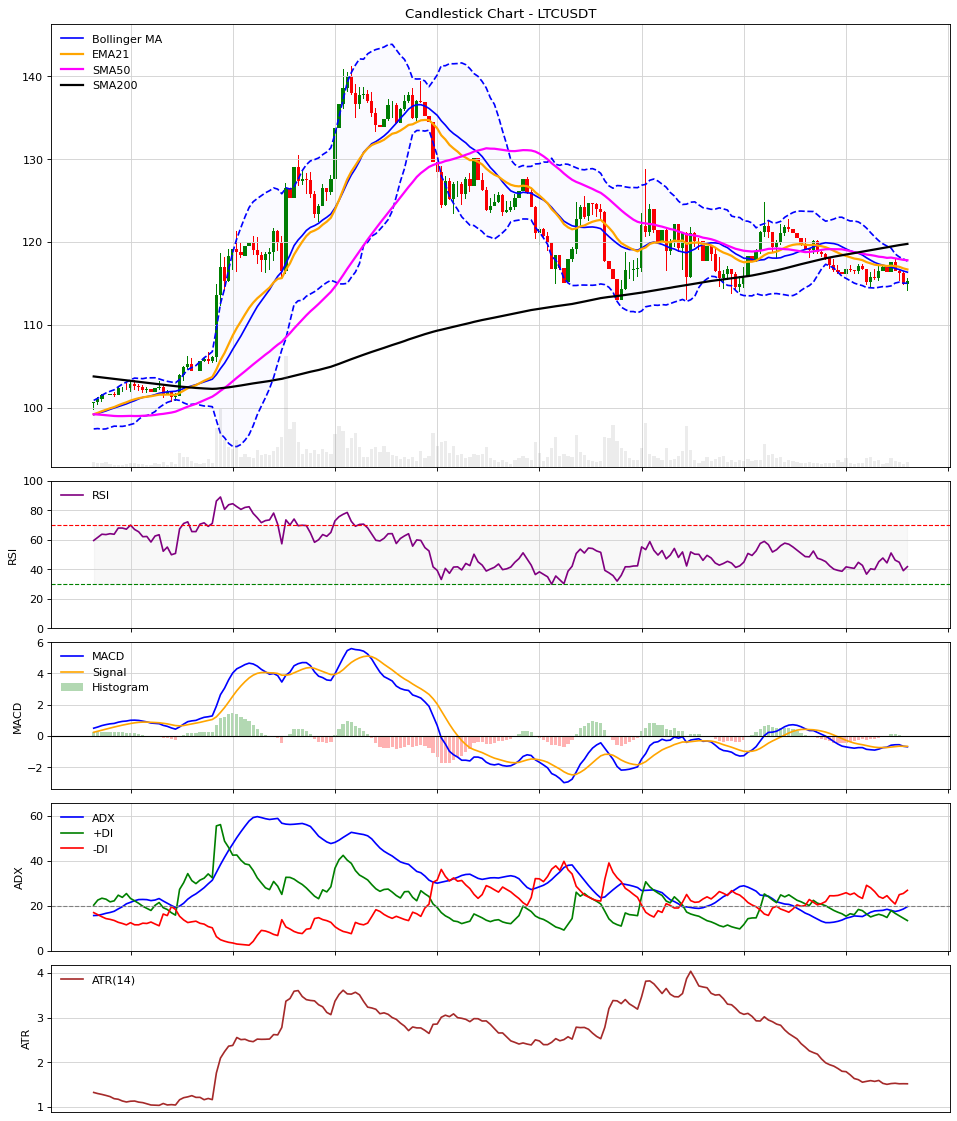 Candlestick Chart - LTCUSDT
Bollinger MA
EMA21
SMA50
SMA200
140
130
120
110
100
RSI
RSI
100
80
60
40
20
0
MACD
Signal
Histogram
MACD
6
4
2
0
−2
ADX
+DI
-DI
ADX
60
40
20
0
ATR(14)
ATR
4
3
2
1